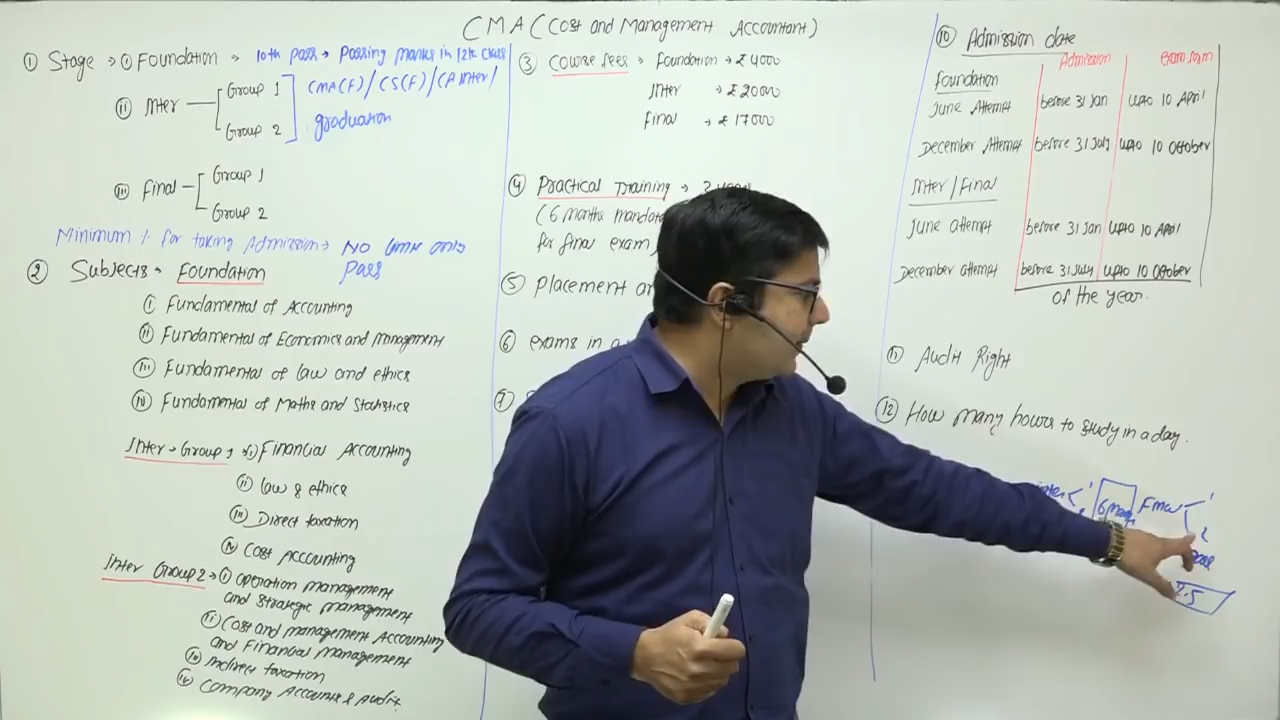 CMA (Cost and Management Accountant)
① Stage → ① Foundation → 10th pass → Passing marks in 12th class
ⓘⓘ Inter Group 1 CMA(F)/CS(F)/CA Inter/
Group 2 graduation
ⓘⓘⓘ Final Group 1
Group 2
Minimum % for taking Admission → NO limit only
Pass
② Subjects → Foundation
ⓘ Fundamental of Accounting
ⓘⓘ Fundamental of Economics and Management
ⓘⓘⓘ Fundamental of law and ethics
ⓘⓥ Fundamental of Maths and Statistics
Inter → Group 1 ⓘ) Financial Accounting
ⓘⓘ Law & ethics
ⓘⓘⓘ Direct taxation
ⓘⓥ Cost Accounting
Inter Group 2 → ⓘ Operation management
and strategic management
ⓘⓘ) Cost and management Accounting
and Financial Management
Indirect taxation
ⓘⓥ Company Accounts & Audit
③ Course fees → Foundation → ₹ 4000
Inter → ₹ 20000
Final → ₹ 17000
④ Practical Training →
(6 months
for final exam
⑤ Placement
⑥ exams in a
⑦
⑩ Admission date
Admission exam form
Foundation
June Attempt before 31 Jan upto 10 April
December Attempt before 31 July upto 10 October
Inter/Final
June attempt before 31 Jan upto 10 April
December attempt before 31 July upto 10 October
of the year.
⑪ Audit Right
⑫ How many hours to study in a day.
1 1
2
2.5